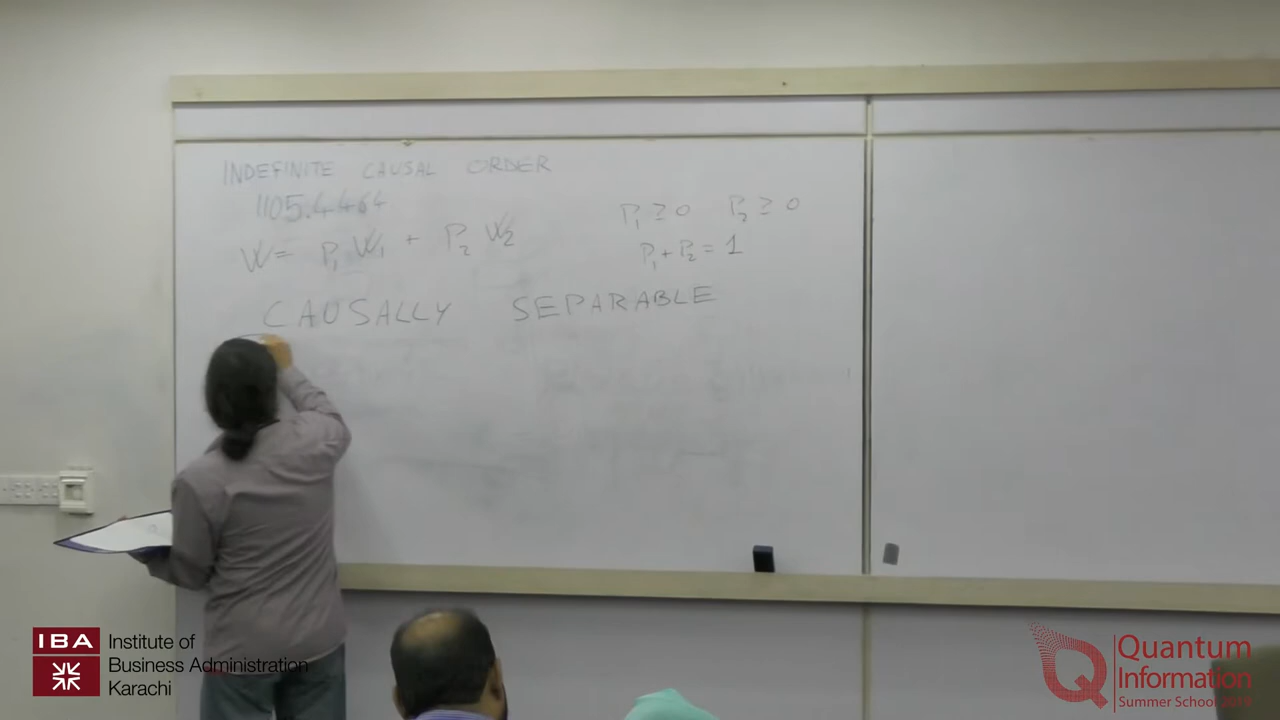 INDEFINITE CAUSAL ORDER
1105.4464
W = P₁ W₁ + P₂ W₂
P₁ ≥ 0 P₂ ≥ 0
P₁ + P₂ = 1
CAUSALLY SEPARABLE
IBA
Institute of
Business Administration
Karachi
Quantum
Information
Summer School